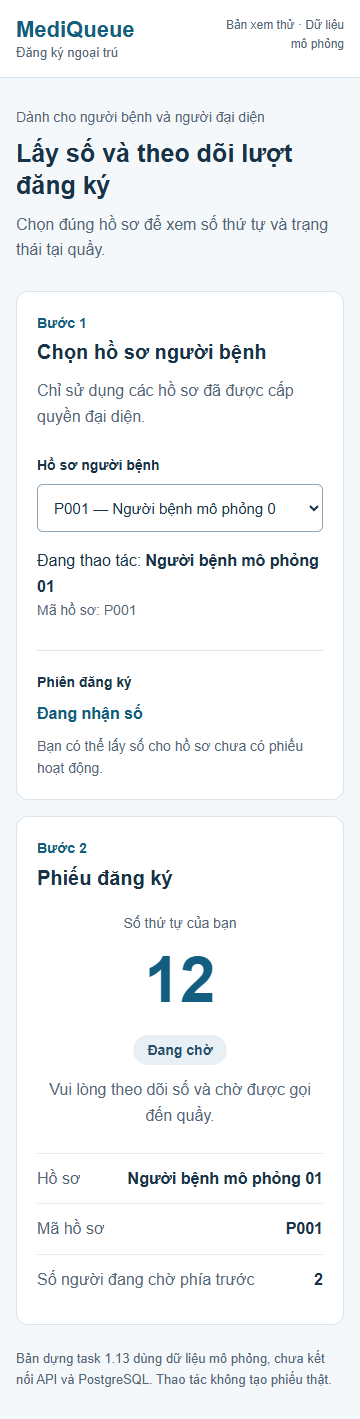 MediQueue
Đăng ký ngoại trú
Bản xem thử · Dữ liệu
mô phỏng
Dành cho người bệnh và người đại diện
Lấy số và theo dõi lượt
đăng ký
Chọn đúng hồ sơ để xem số thứ tự và trạng
thái tại quầy.
Bước 1
Chọn hồ sơ người bệnh
Chỉ sử dụng các hồ sơ đã được cấp
quyền đại diện.
Hồ sơ người bệnh
P001 — Người bệnh mô phỏng 0
Đang thao tác: Người bệnh mô phỏng
01
Mã hồ sơ: P001
Phiên đăng ký
Đang nhận số
Bạn có thể lấy số cho hồ sơ chưa có phiếu
hoạt động.
Bước 2
Phiếu đăng ký
Số thứ tự của bạn
12
Đang chờ
Vui lòng theo dõi số và chờ được gọi
đến quầy.
Hồ sơ Người bệnh mô phỏng 01
Mã hồ sơ P001
Số người đang chờ phía trước 2
Bản dựng task 1.13 dùng dữ liệu mô phỏng, chưa kết
nối API và PostgreSQL. Thao tác không tạo phiếu thật.